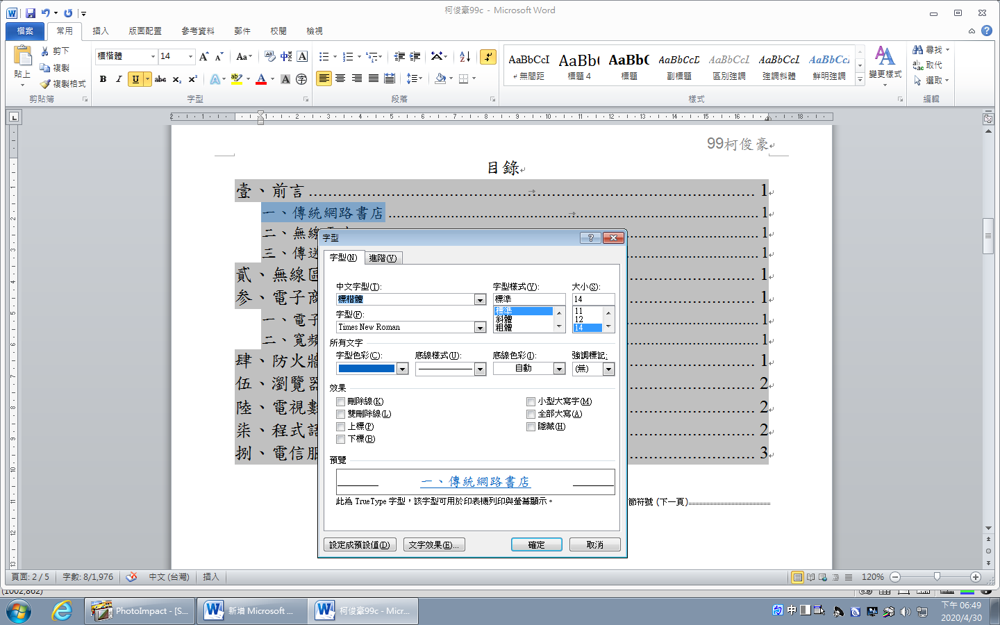 柯俊豪99c - Microsoft Word
檔案 常用 插入 版面配置 參考資料 郵件 校閱 檢視
貼上 剪下 複製 複製格式 剪貼簿
標楷體 14 Aa 中文 A
B I U abc x₂ x² A ab A A 字 字型
段落
AaBbCcI AaBb( AaBb( AaBbCcD AaBbCcL AaBbCcL AaBbCcL
無間距 標題 4 標題 副標題 區別強調 強調斜體 鮮明強調
樣式
變更樣式
尋找 取代 選取 編輯
2 1 1 2 3 4 5 6 7 8 9 10 11 12 13 14 15 16 18
99柯俊豪
目錄
壹、前言 1
一、傳統網路書店 1
二、無線 1
三、傳送 1
貳、無線區 1
參、電子商 1
一、電子 1
二、寬頻 1
肆、防火牆 1
伍、瀏覽器 2
陸、電視數 2
柒、程式語 2
捌、電信服 3
節符號 (下一頁)
字型
字型(N) 進階(V)
中文字型(T): 字型樣式(Y): 大小(S):
標楷體 標準 14
標準 11
字型(F): 斜體 12
Times New Roman 粗體 14
所有文字
字型色彩(C): 底線樣式(U): 底線色彩(I): 強調標記:
自動 (無)
效果
刪除線(K) 小型大寫字(M)
雙刪除線(L) 全部大寫(A)
上標(P) 隱藏(H)
下標(B)
預覽
一、傳統網路書店
此為 TrueType 字型，該字型可用於印表機列印與螢幕顯示。
設定成預設值(D) 文字效果(E)... 確定 取消
頁面: 2 / 5 字數: 8/1,976 中文 (台灣) 插入 120%
(1002,862)
PhotoImpact - [S... 新增 Microsoft ... 柯俊豪99c - Micr...
中
下午 06:49
2020/4/30